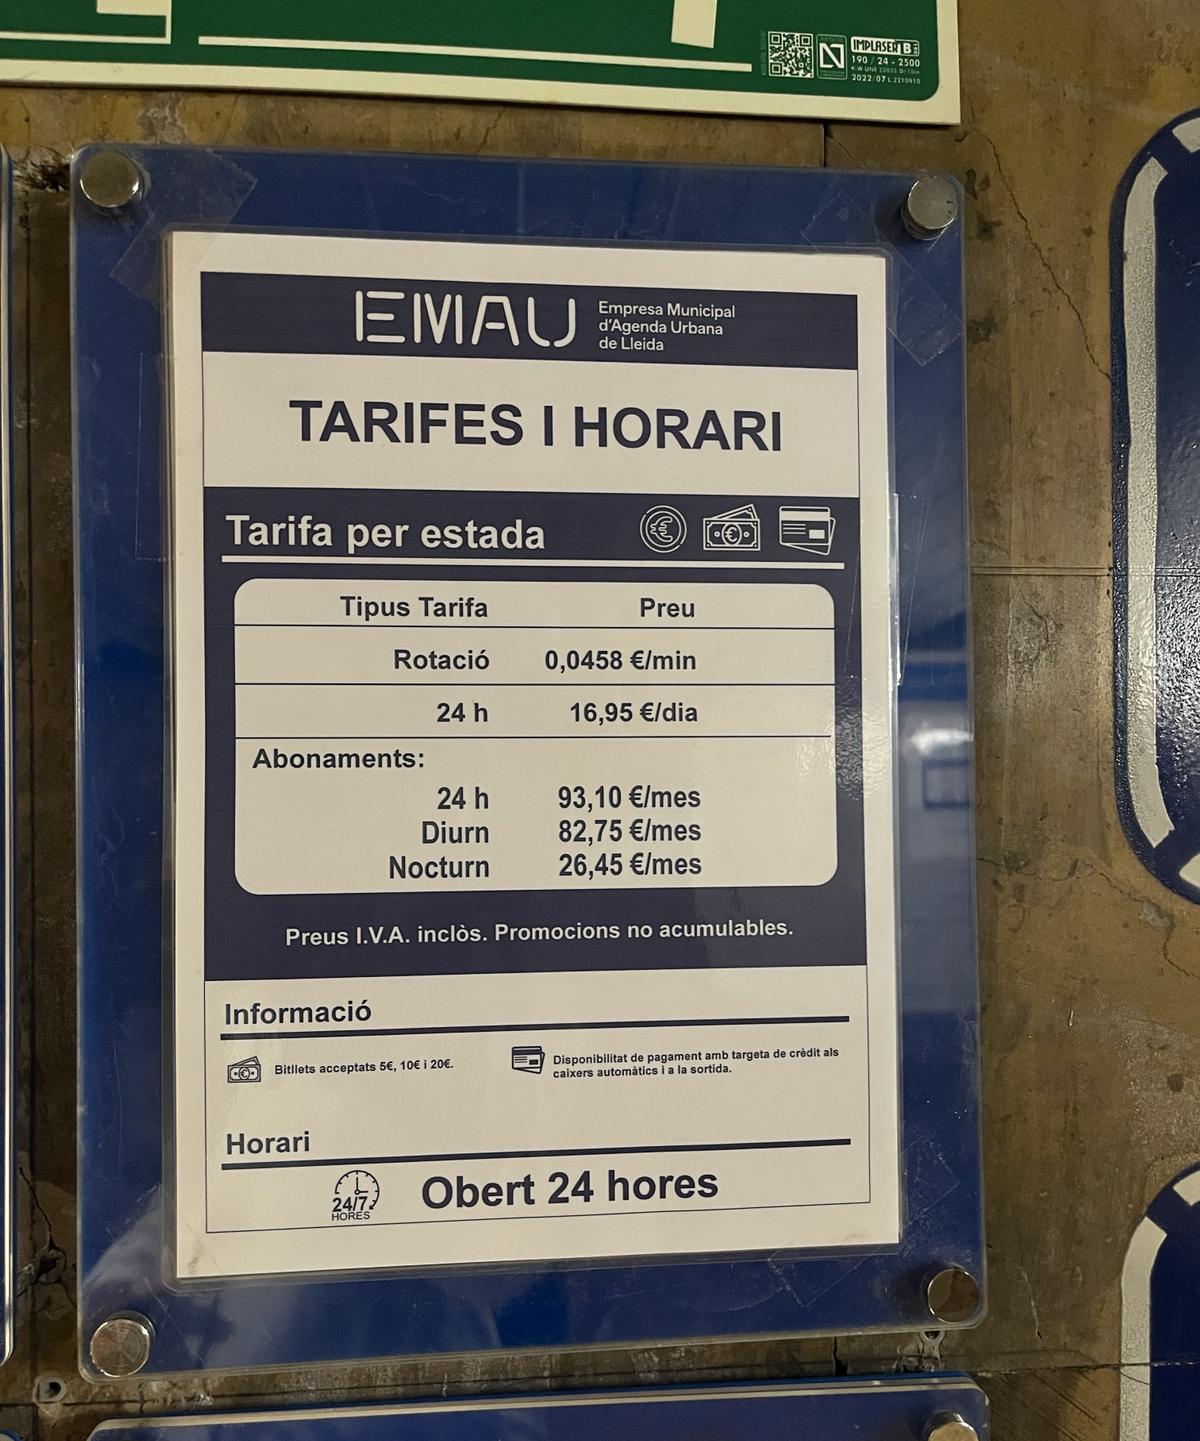 IMPLASER B
190 / 24 - 2500
2022/07 L 2210910
EMAU
Empresa Municipal
d'Agenda Urbana
de Lleida
TARIFES I HORARI
Tarifa per estada
Tipus Tarifa Preu
Rotació 0,0458 €/min
24 h 16,95 €/dia
Abonaments:
24 h 93,10 €/mes
Diurn 82,75 €/mes
Nocturn 26,45 €/mes
Preus I.V.A. inclòs. Promocions no acumulables.
Informació
Bitllets acceptats 5€, 10€ i 20€.
Disponibilitat de pagament amb targeta de crèdit als
caixers automàtics i a la sortida.
Horari
24/7
HORES
Obert 24 hores